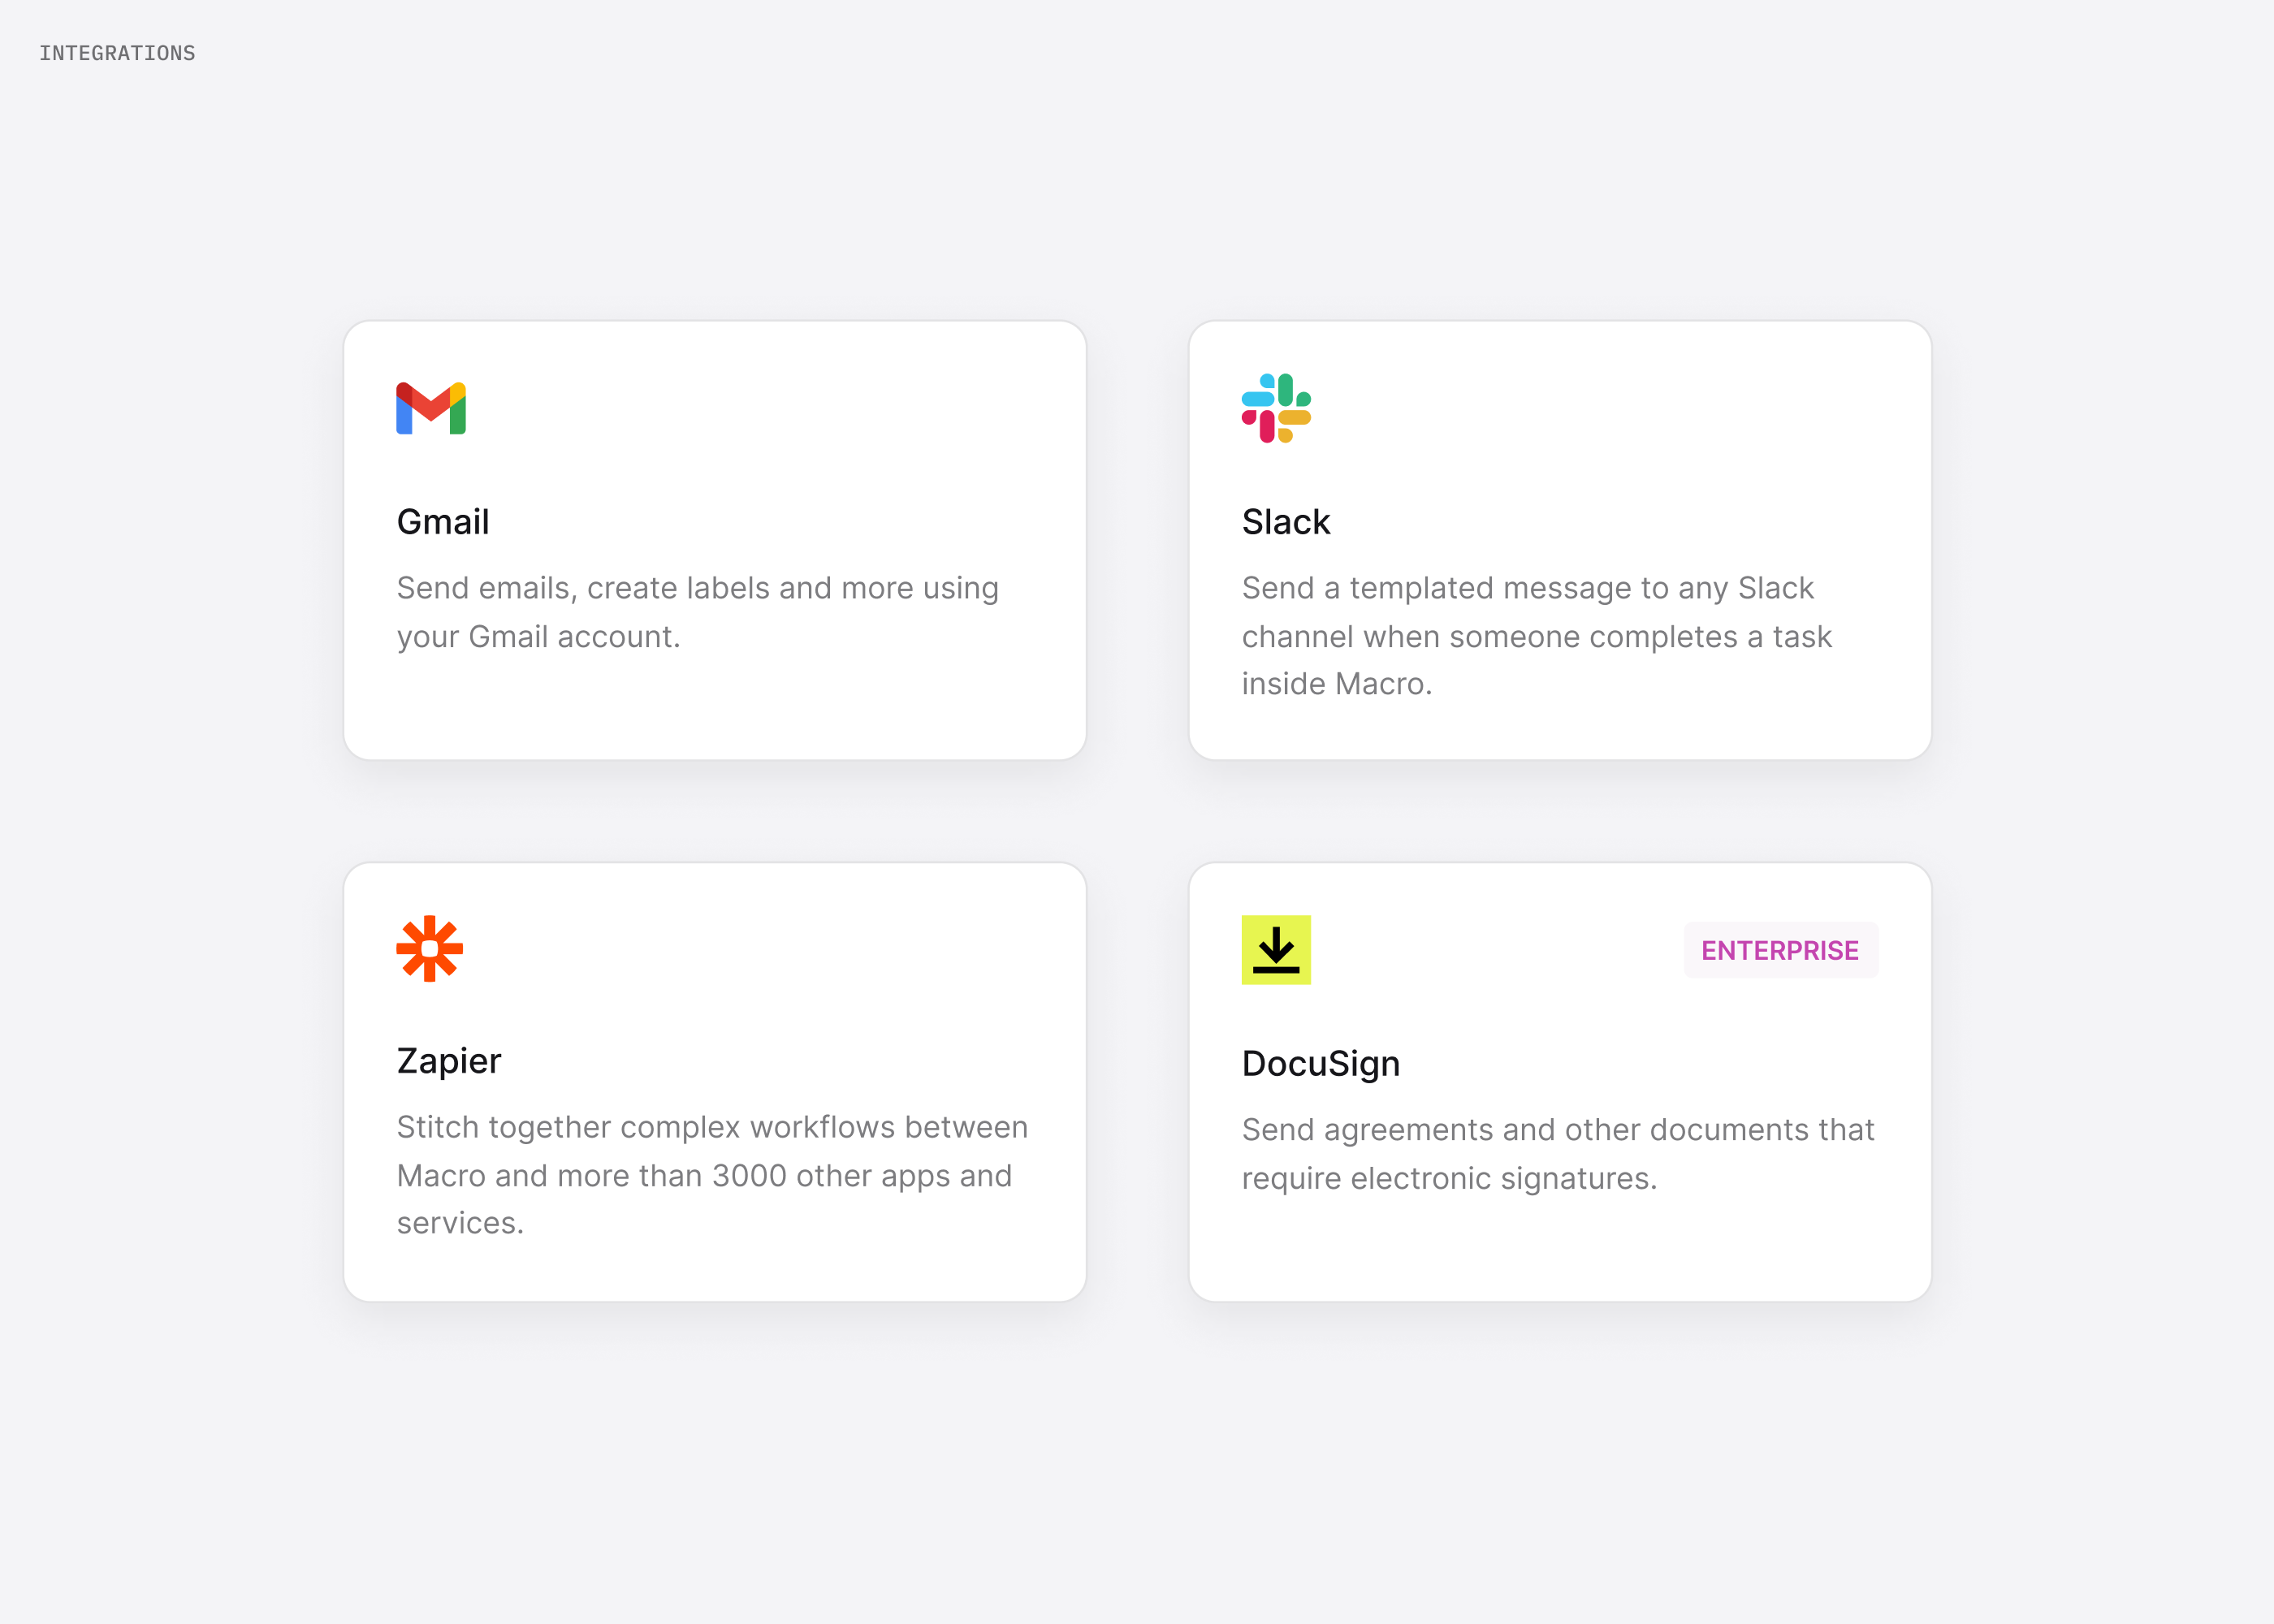 INTEGRATIONS
Gmail
Send emails, create labels and more using
your Gmail account.
Slack
Send a templated message to any Slack
channel when someone completes a task
inside Macro.
Zapier
Stitch together complex workflows between
Macro and more than 3000 other apps and
services.
ENTERPRISE
DocuSign
Send agreements and other documents that
require electronic signatures.